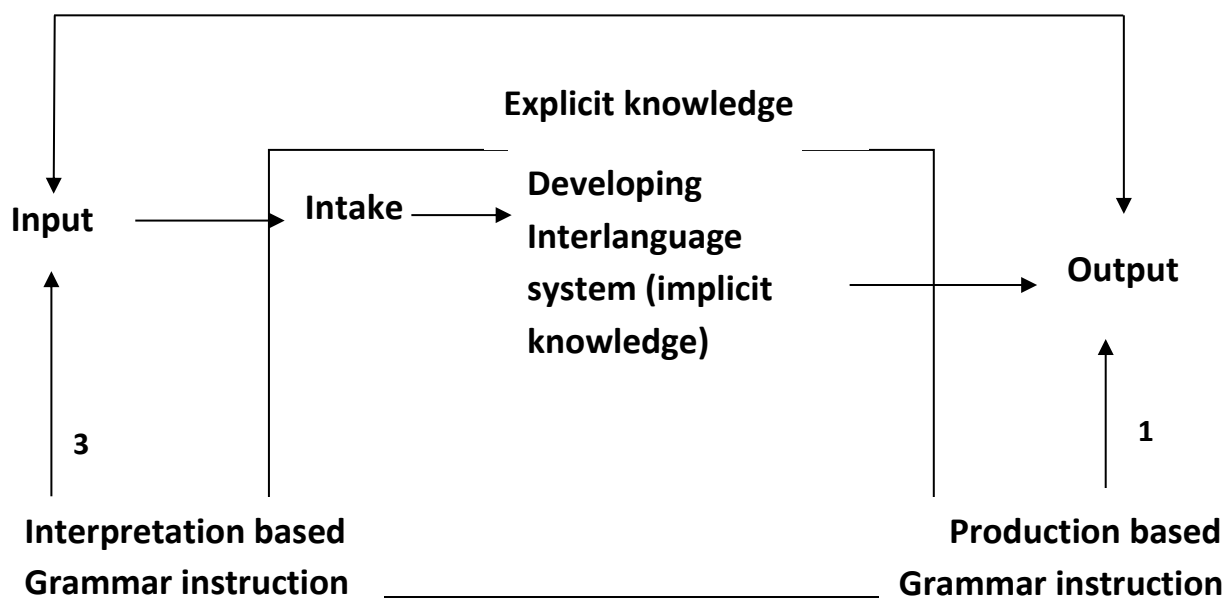 Explicit knowledge
Input
Intake
Developing
Interlanguage
system (implicit
knowledge)
Output
3
1
Interpretation based
Grammar instruction
Production based
Grammar instruction